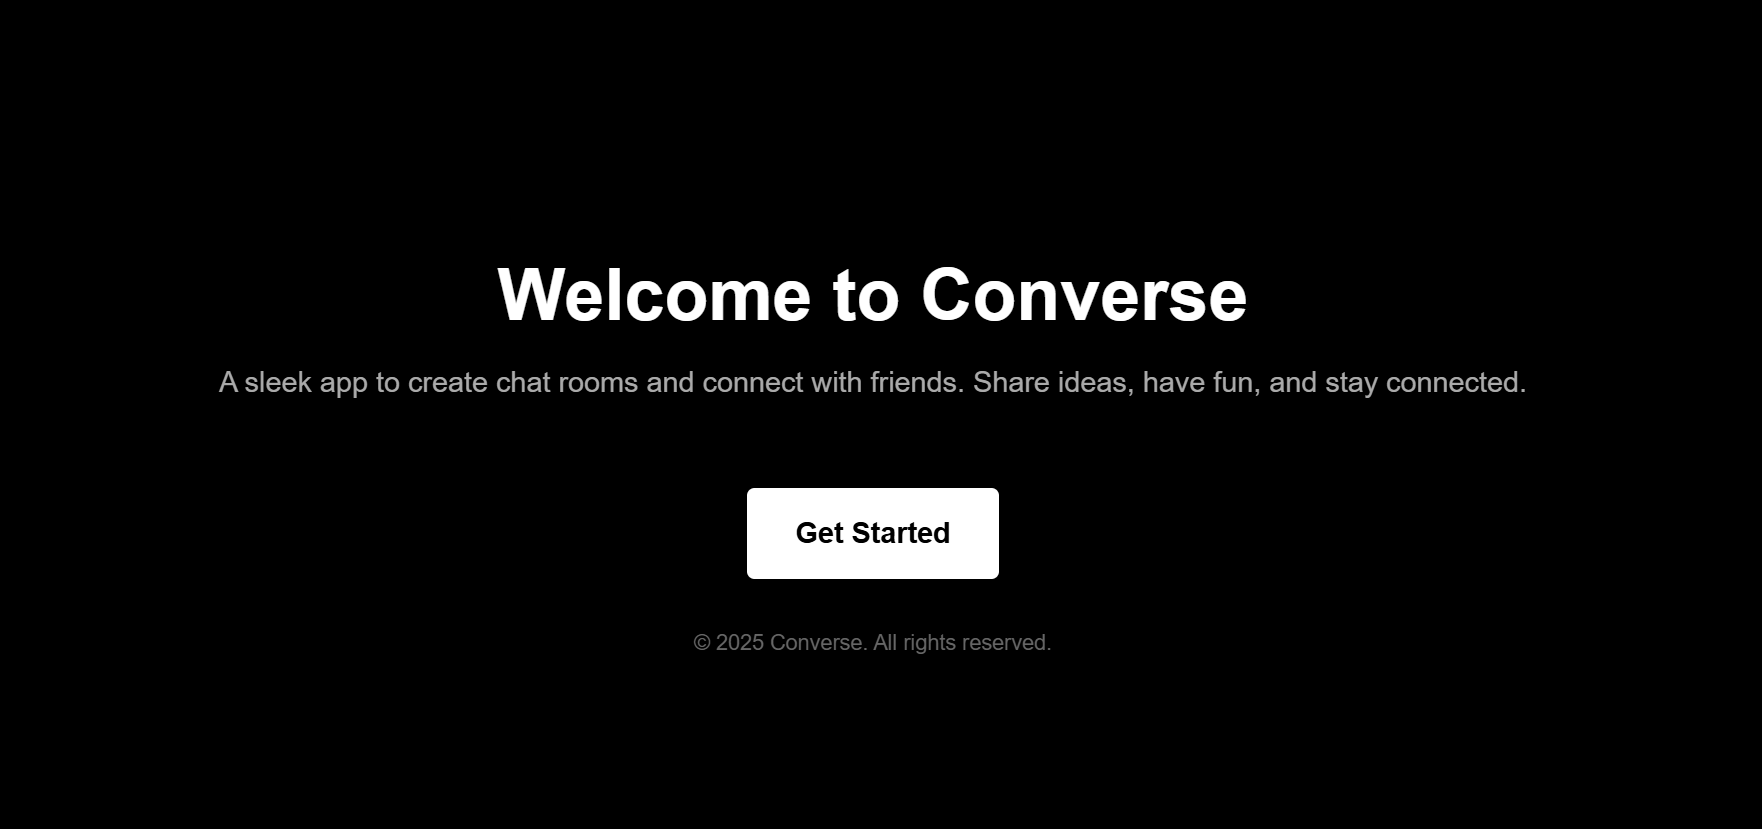 Welcome to Converse
A sleek app to create chat rooms and connect with friends. Share ideas, have fun, and stay connected.
Get Started
© 2025 Converse. All rights reserved.